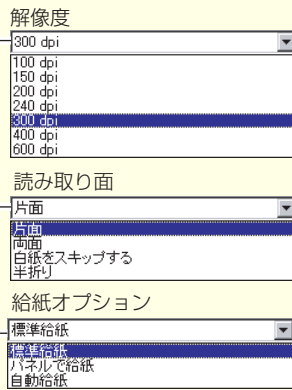 解像度
300 dpi
100 dpi
150 dpi
200 dpi
240 dpi
300 dpi
400 dpi
600 dpi
読み取り面
片面
片面
両面
白紙をスキップする
半折り
給紙オプション
標準給紙
標準給紙
パネルで給紙
自動給紙